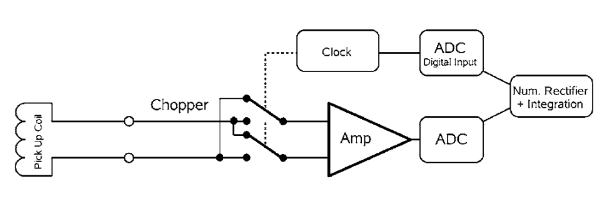 Clock
ADC
Digital Input
Num. Rectifier
+ Integration
Chopper
Pick Up Coil
Amp
ADC